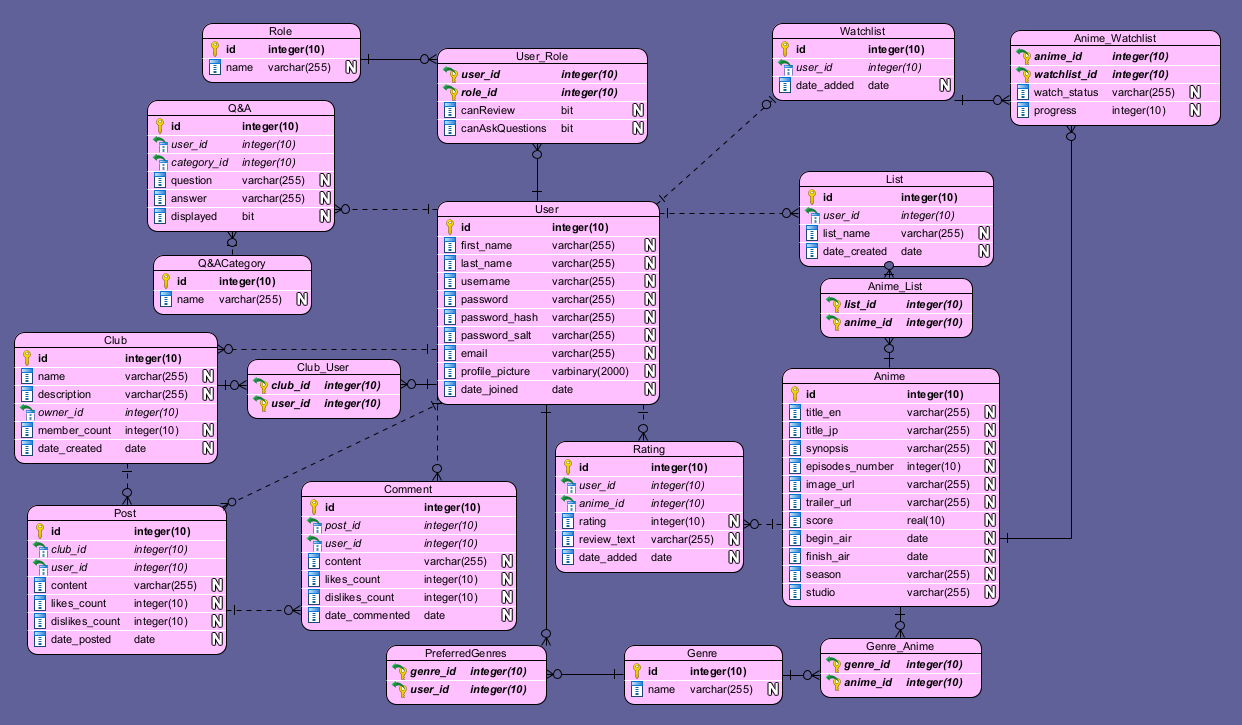 Role
id integer(10)
name varchar(255) N
User_Role
user_id integer(10)
role_id integer(10)
canReview bit N
canAskQuestions bit N
Watchlist
id integer(10)
user_id integer(10)
date_added date N
Anime_Watchlist
anime_id integer(10)
watchlist_id integer(10)
watch_status varchar(255) N
progress integer(10) N
Q&A
id integer(10)
user_id integer(10)
category_id integer(10)
question varchar(255) N
answer varchar(255) N
displayed bit N
Q&ACategory
id integer(10)
name varchar(255) N
User
id integer(10)
first_name varchar(255) N
last_name varchar(255) N
username varchar(255) N
password varchar(255) N
password_hash varchar(255) N
password_salt varchar(255) N
email varchar(255) N
profile_picture varbinary(2000) N
date_joined date N
List
id integer(10)
user_id integer(10)
list_name varchar(255) N
date_created date N
Anime_List
list_id integer(10)
anime_id integer(10)
Club
id integer(10)
name varchar(255) N
description varchar(255) N
owner_id integer(10)
member_count integer(10) N
date_created date N
Club_User
club_id integer(10)
user_id integer(10)
Anime
id integer(10)
title_en varchar(255) N
title_jp varchar(255) N
synopsis varchar(255) N
episodes_number integer(10) N
image_url varchar(255) N
trailer_url varchar(255) N
score real(10) N
begin_air date N
finish_air date N
season varchar(255) N
studio varchar(255) N
Rating
id integer(10)
user_id integer(10)
anime_id integer(10)
rating integer(10) N
review_text varchar(255) N
date_added date N
Post
id integer(10)
club_id integer(10)
user_id integer(10)
content varchar(255) N
likes_count integer(10) N
dislikes_count integer(10) N
date_posted date N
Comment
id integer(10)
post_id integer(10)
user_id integer(10)
content varchar(255) N
likes_count integer(10) N
dislikes_count integer(10) N
date_commented date N
PreferredGenres
genre_id integer(10)
user_id integer(10)
Genre
id integer(10)
name varchar(255) N
Genre_Anime
genre_id integer(10)
anime_id integer(10)